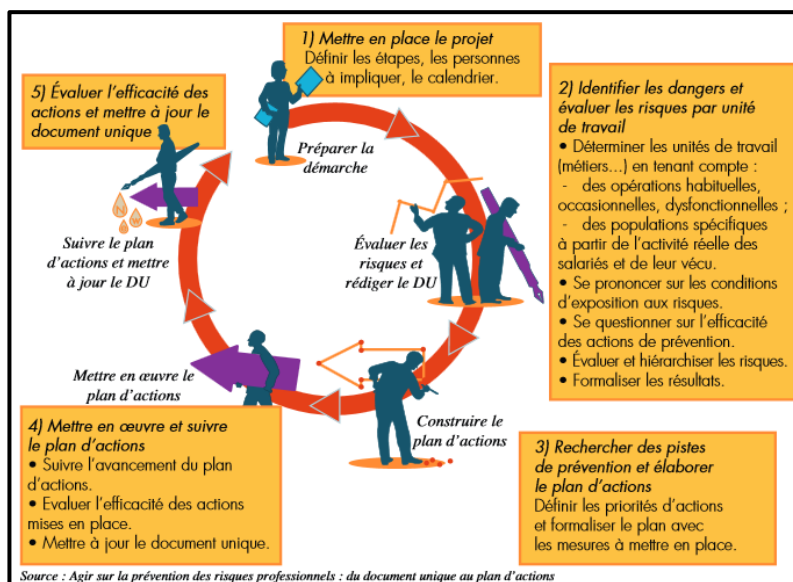 1) Mettre en place le projet
Définir les étapes, les personnes
à impliquer, le calendrier.
Préparer la
démarche
2) Identifier les dangers et
évaluer les risques par unité
de travail
• Déterminer les unités de travail
(métiers...) en tenant compte :
- des opérations habituelles,
occasionnelles, dysfonctionnelles ;
- des populations spécifiques
à partir de l'activité réelle des
salariés et de leur vécu.
• Se prononcer sur les conditions
d'exposition aux risques.
• Se questionner sur l'efficacité
des actions de prévention.
• Évaluer et hiérarchiser les risques.
• Formaliser les résultats.
Évaluer les
risques et
rédiger le DU
3) Rechercher des pistes
de prévention et élaborer
le plan d'actions
Définir les priorités d'actions
et formaliser le plan avec
les mesures à mettre en place.
Construire le
plan d'actions
Mettre en œuvre le
plan d'actions
4) Mettre en œuvre et suivre
le plan d'actions
• Suivre l'avancement du plan
d'actions.
• Evaluer l'efficacité des actions
mises en place.
• Mettre à jour le document unique.
5) Évaluer l'efficacité des
actions et mettre à jour le
document unique
Suivre le plan
d'actions et mettre
à jour le DU
Source : Agir sur la prévention des risques professionnels : du document unique au plan d'actions